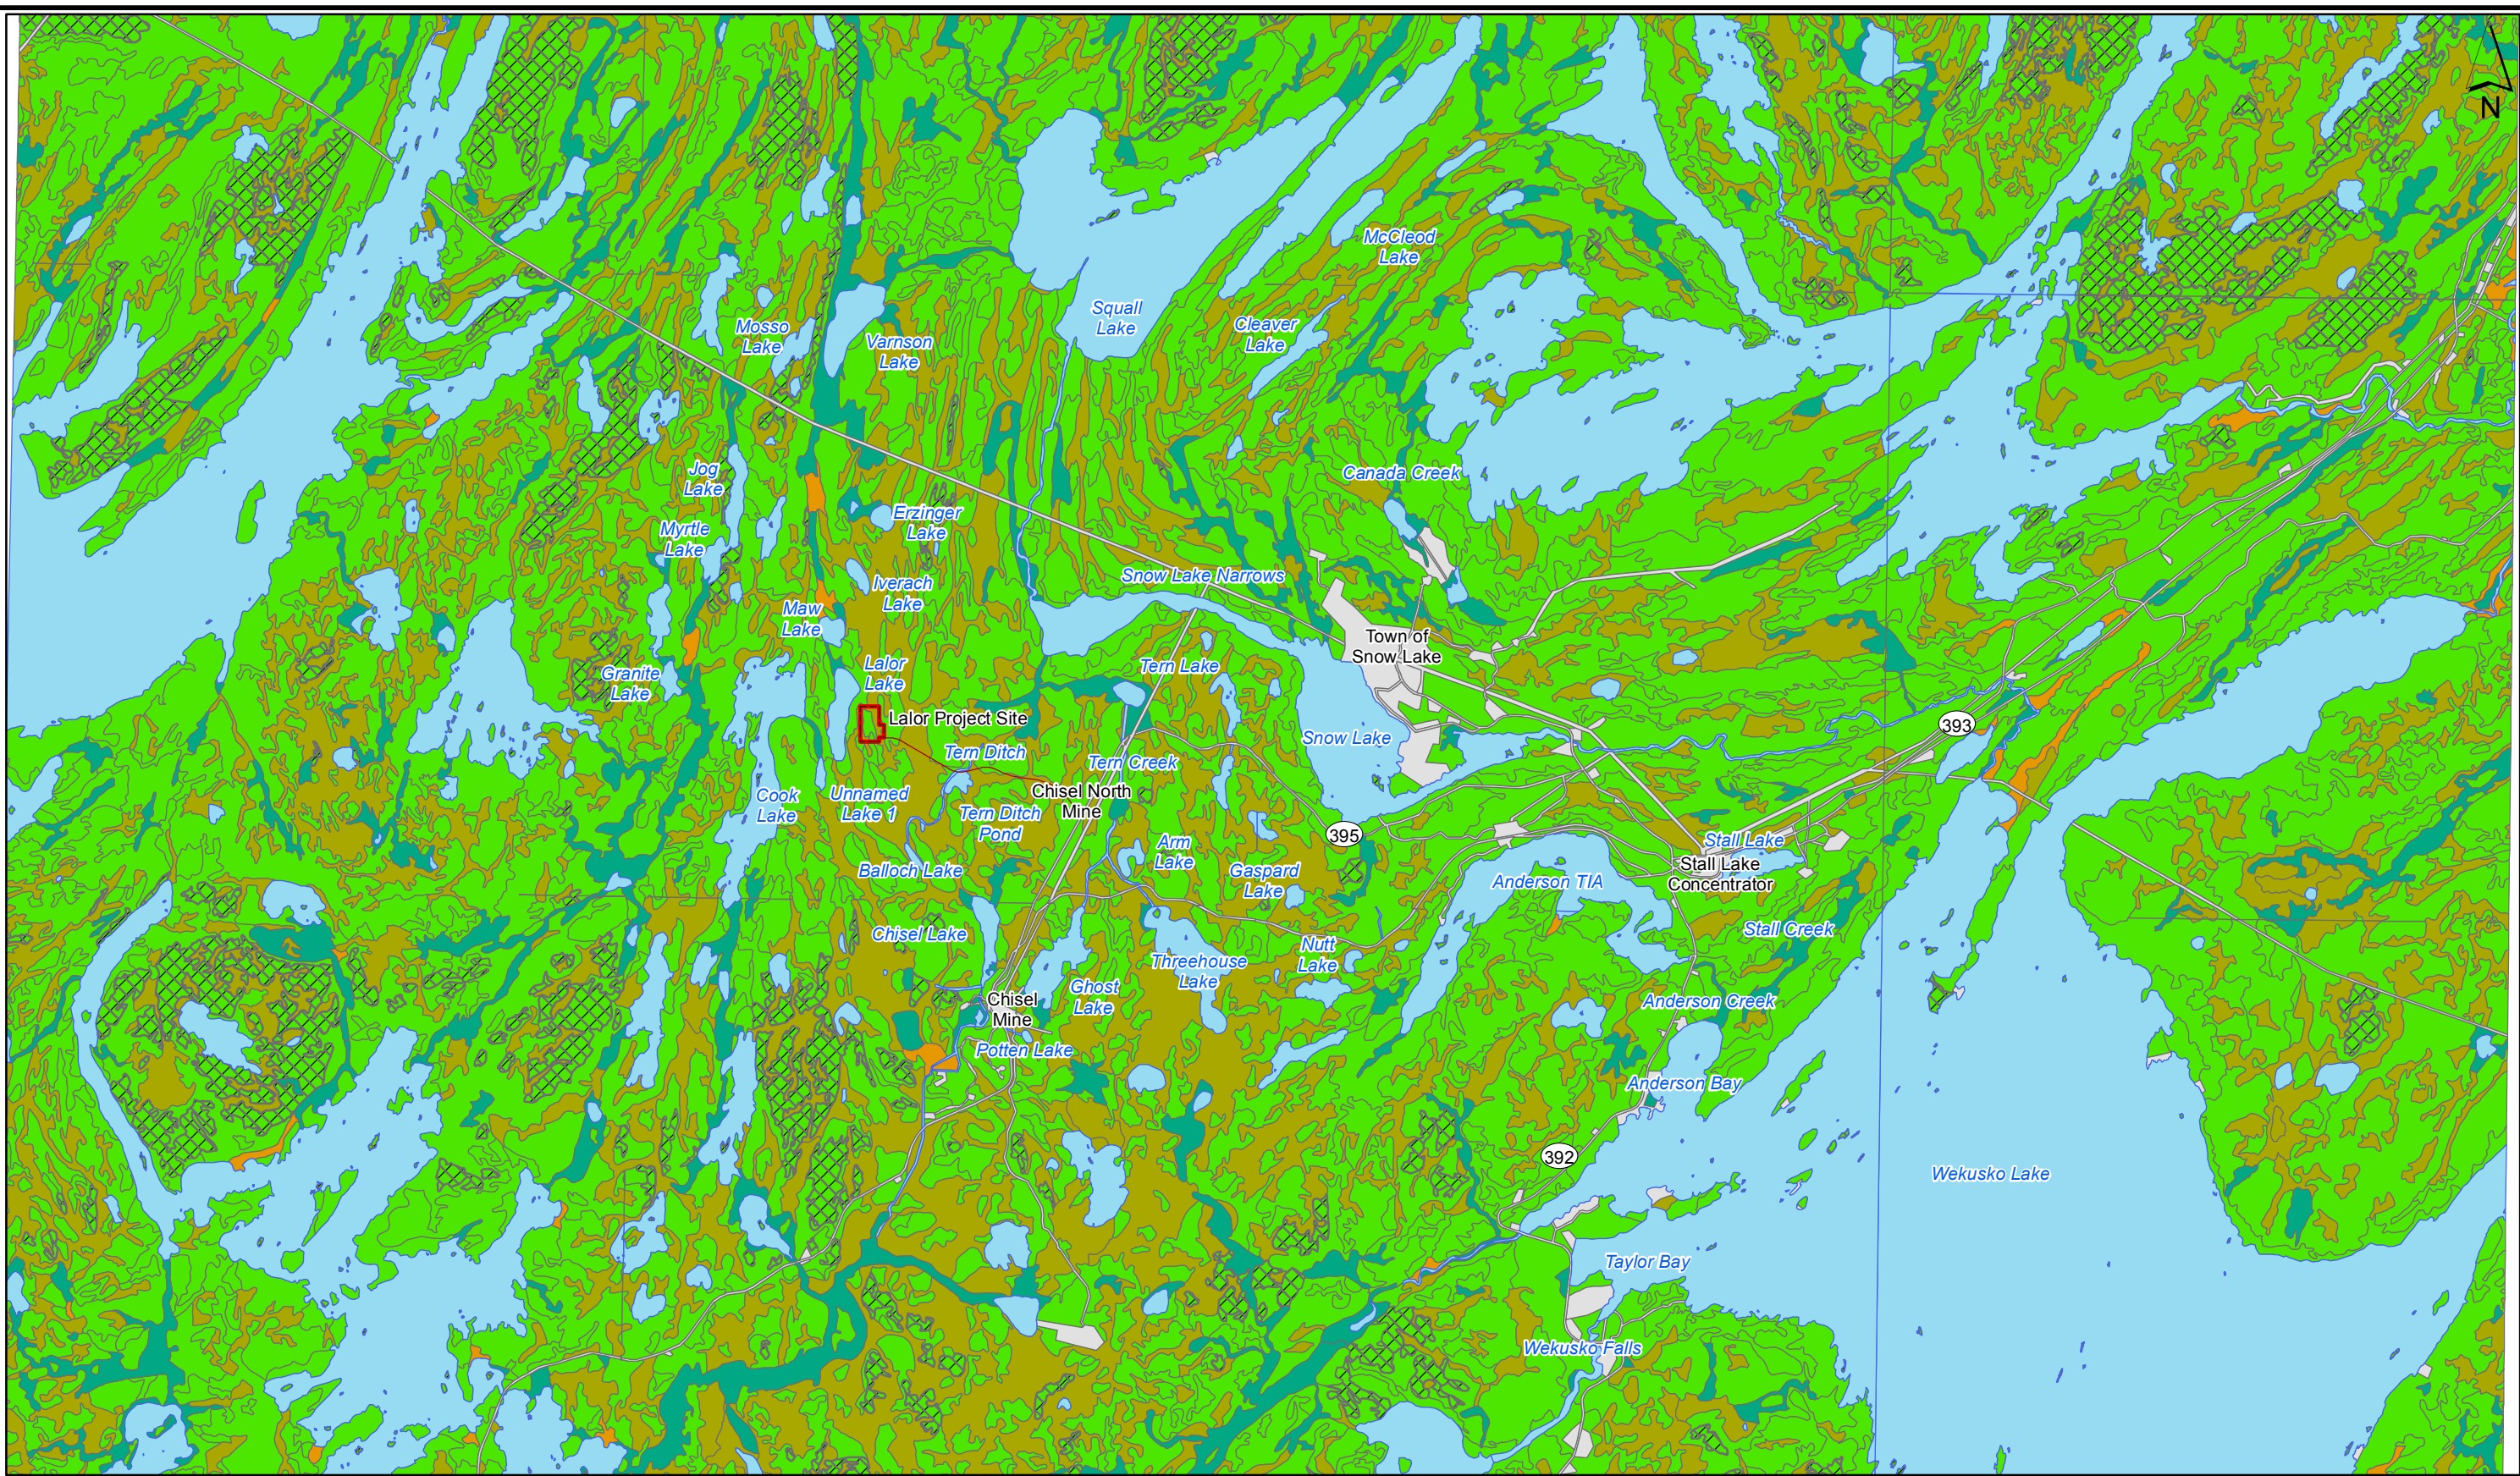 N
McCleod
Lake
Squall
Lake
Mosso
Lake
Cleaver
Lake
Varnson
Lake
Jog
Lake
Canada Creek
Erzinger
Lake
Myrtle
Lake
Snow Lake Narrows
Iverach
Lake
Maw
Lake
Town of
Snow Lake
Tern Lake
Lalor
Lake
Granite
Lake
Lalor Project Site
393
Snow Lake
Tern Ditch
Tern Creek
Chisel North
Mine
Unnamed
Lake 1
Cook
Lake
Tern Ditch
Pond
395
Stall Lake
Arm
Lake
Stall Lake
Concentrator
Balloch Lake
Gaspard
Lake
Anderson TIA
Stall Creek
Chisel Lake
Nutt
Lake
Threehouse
Lake
Ghost
Lake
Anderson Creek
Chisel
Mine
Potten Lake
Anderson Bay
392
Wekusko Lake
Taylor Bay
Wekusko Falls